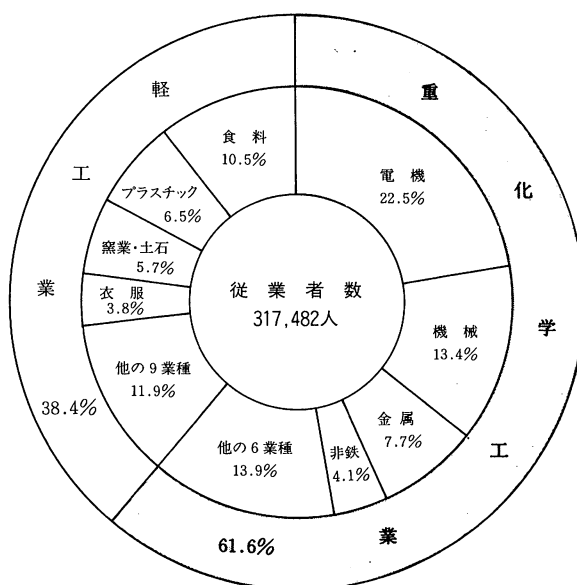 従業者数
317,482人
重化学工業
61.6%
電機
22.5%
機械
13.4%
金属
7.7%
非鉄
4.1%
他の6業種
13.9%
軽工業
38.4%
他の9業種
11.9%
衣服
3.8%
窯業・土石
5.7%
プラスチック
6.5%
食料
10.5%